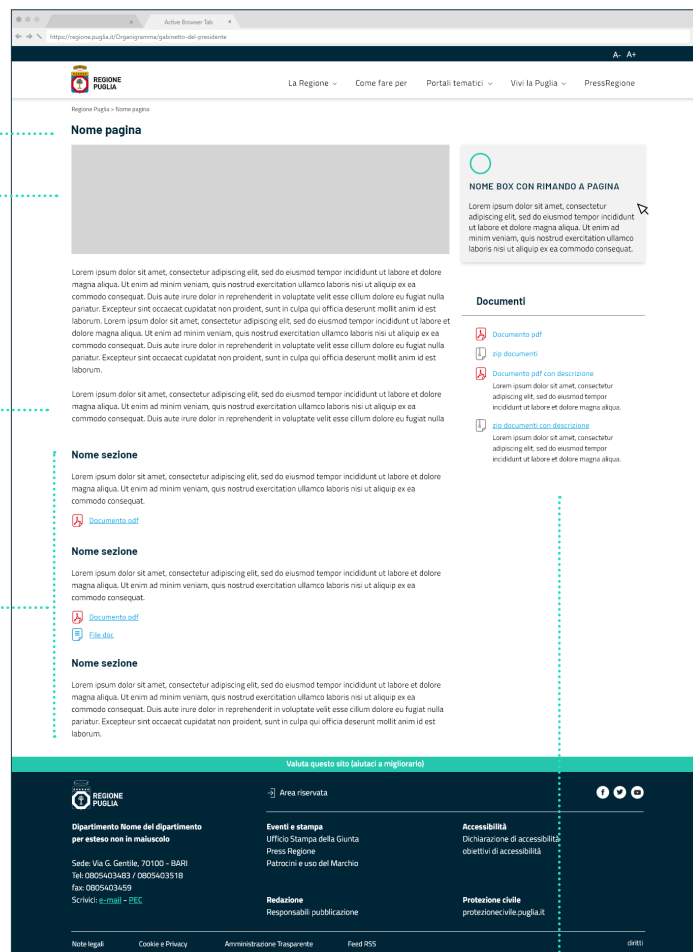 Active Browser Tab
https://regione.puglia.it/Organigramma/gabinetto-del-presidente
A- A+
REGIONE
PUGLIA
La Regione Come fare per Portali tematici Vivi la Puglia PressRegione
Regione Puglia > Nome pagina
Nome pagina
Lorem ipsum dolor sit amet, consectetur adipiscing elit, sed do eiusmod tempor incididunt ut labore et dolore
magna aliqua. Ut enim ad minim veniam, quis nostrud exercitation ullamco laboris nisi ut aliquip ex ea
commodo consequat. Duis aute irure dolor in reprehenderit in voluptate velit esse cillum dolore eu fugiat nulla
pariatur. Excepteur sint occaecat cupidatat non proident, sunt in culpa qui officia deserunt mollit anim id est
laborum. Lorem ipsum dolor sit amet, consectetur adipiscing elit, sed do eiusmod tempor incididunt ut labore et
dolore magna aliqua. Ut enim ad minim veniam, quis nostrud exercitation ullamco laboris nisi ut aliquip ex ea
commodo consequat. Duis aute irure dolor in reprehenderit in voluptate velit esse cillum dolore eu fugiat nulla
pariatur. Excepteur sint occaecat cupidatat non proident, sunt in culpa qui officia deserunt mollit anim id est
laborum.
Lorem ipsum dolor sit amet, consectetur adipiscing elit, sed do eiusmod tempor incididunt ut labore et dolore
magna aliqua. Ut enim ad minim veniam, quis nostrud exercitation ullamco laboris nisi ut aliquip ex ea
commodo consequat. Duis aute irure dolor in reprehenderit in voluptate velit esse cillum dolore eu fugiat nulla
Nome sezione
Lorem ipsum dolor sit amet, consectetur adipiscing elit, sed do eiusmod tempor incididunt ut labore et dolore
magna aliqua. Ut enim ad minim veniam, quis nostrud exercitation ullamco laboris nisi ut aliquip ex ea
commodo consequat.
Documento pdf
Nome sezione
Lorem ipsum dolor sit amet, consectetur adipiscing elit, sed do eiusmod tempor incididunt ut labore et dolore
magna aliqua. Ut enim ad minim veniam, quis nostrud exercitation ullamco laboris nisi ut aliquip ex ea
commodo consequat.
Documento pdf
File doc
Nome sezione
Lorem ipsum dolor sit amet, consectetur adipiscing elit, sed do eiusmod tempor incididunt ut labore et dolore
magna aliqua. Ut enim ad minim veniam, quis nostrud exercitation ullamco laboris nisi ut aliquip ex ea
commodo consequat. Duis aute irure dolor in reprehenderit in voluptate velit esse cillum dolore eu fugiat nulla
pariatur. Excepteur sint occaecat cupidatat non proident, sunt in culpa qui officia deserunt mollit anim id est
laborum.
NOME BOX CON RIMANDO A PAGINA
Lorem ipsum dolor sit amet, consectetur
adipiscing elit, sed do eiusmod tempor incididunt
ut labore et dolore magna aliqua. Ut enim ad
minim veniam, quis nostrud exercitation ullamco
laboris nisi ut aliquip ex ea commodo consequat.
Documenti
Documento pdf
zip documenti
Documento pdf con descrizione
Lorem ipsum dolor sit amet, consectetur
adipiscing elit, sed do eiusmod tempor
incididunt ut labore et dolore magna aliqua.
zip documenti con descrizione
Lorem ipsum dolor sit amet, consectetur
adipiscing elit, sed do eiusmod tempor
incididunt ut labore et dolore magna aliqua.
Valuta questo sito (aiutaci a migliorarlo)
REGIONE
PUGLIA
Area riservata
Dipartimento Nome del dipartimento
per esteso non in maiuscolo
Sede: Via G. Gentile, 70100 - BARI
Tel: 0805403483 / 0805403518
fax: 0805403459
Scrivici: e-mail - PEC
Eventi e stampa
Ufficio Stampa della Giunta
Press Regione
Patrocini e uso del Marchio
Redazione
Responsabili pubblicazione
Accessibilità
Dichiarazione di accessibilità
obiettivi di accessibilità
Protezione civile
protezionecivile.puglia.it
Note legali Cookie e Privacy Amministrazione Trasparente Feed RSS diritti